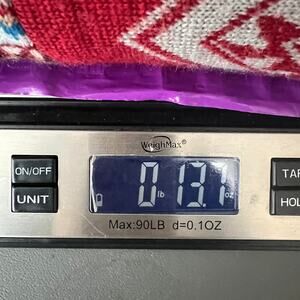 WeighMax®
ON/OFF
UNIT
0 lb 13.1 oz
TAR
HOL
Max:90LB d=0.1OZ